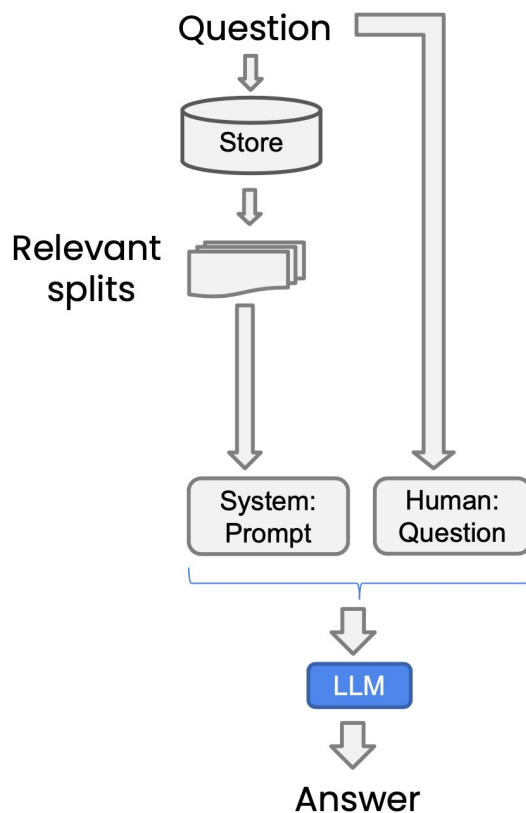 Question
Store
Relevant
splits
System:
Prompt
Human:
Question
LLM
Answer